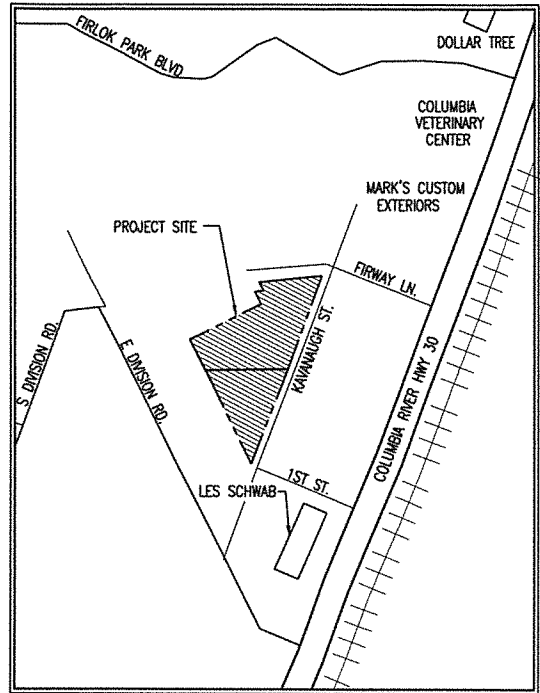 FIRLOK PARK BLVD
DOLLAR TREE
COLUMBIA
VETERINARY
CENTER
MARK'S CUSTOM
EXTERIORS
PROJECT SITE
FIRWAY LN.
KAVANAUGH ST.
COLUMBIA RIVER HWY 30
S DIVISION RD.
E. DIVISION RD.
1ST ST.
LES SCHWAB